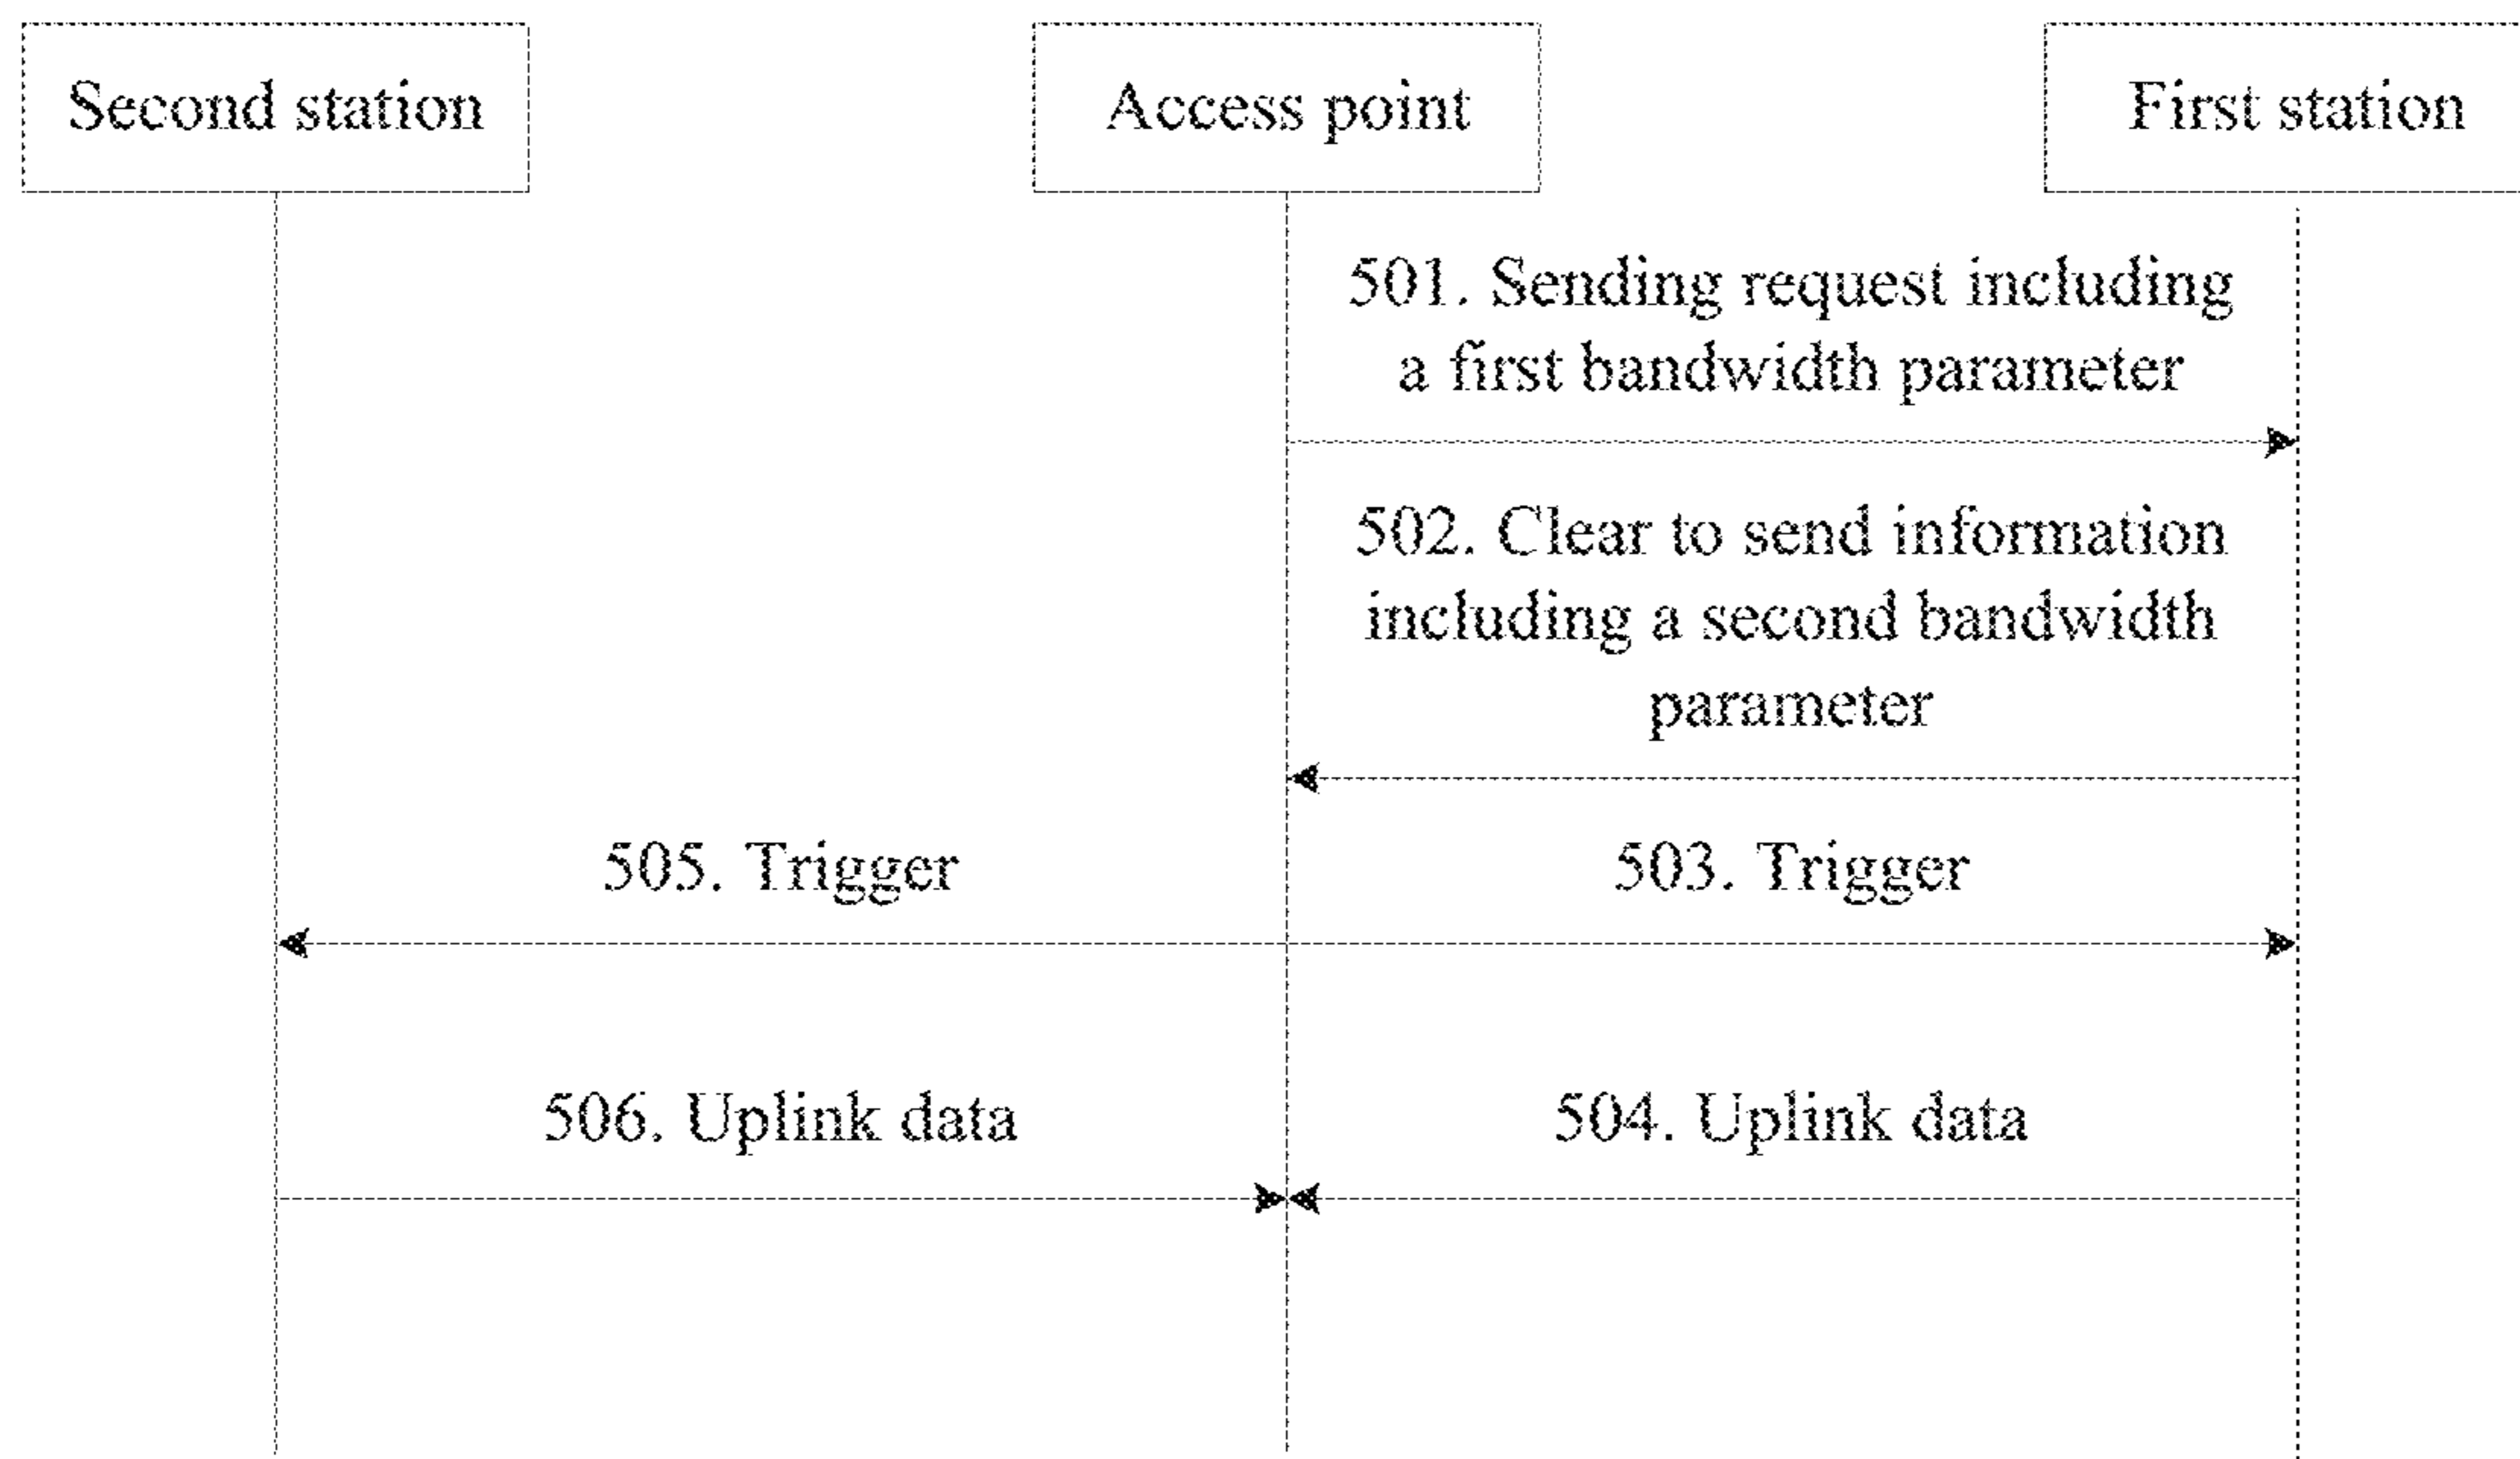 Second station
Access point
First station
501. Sending request including
a first bandwidth parameter
502. Clear to send information
including a second bandwidth
parameter
505. Trigger
503. Trigger
506. Uplink data
504. Uplink data